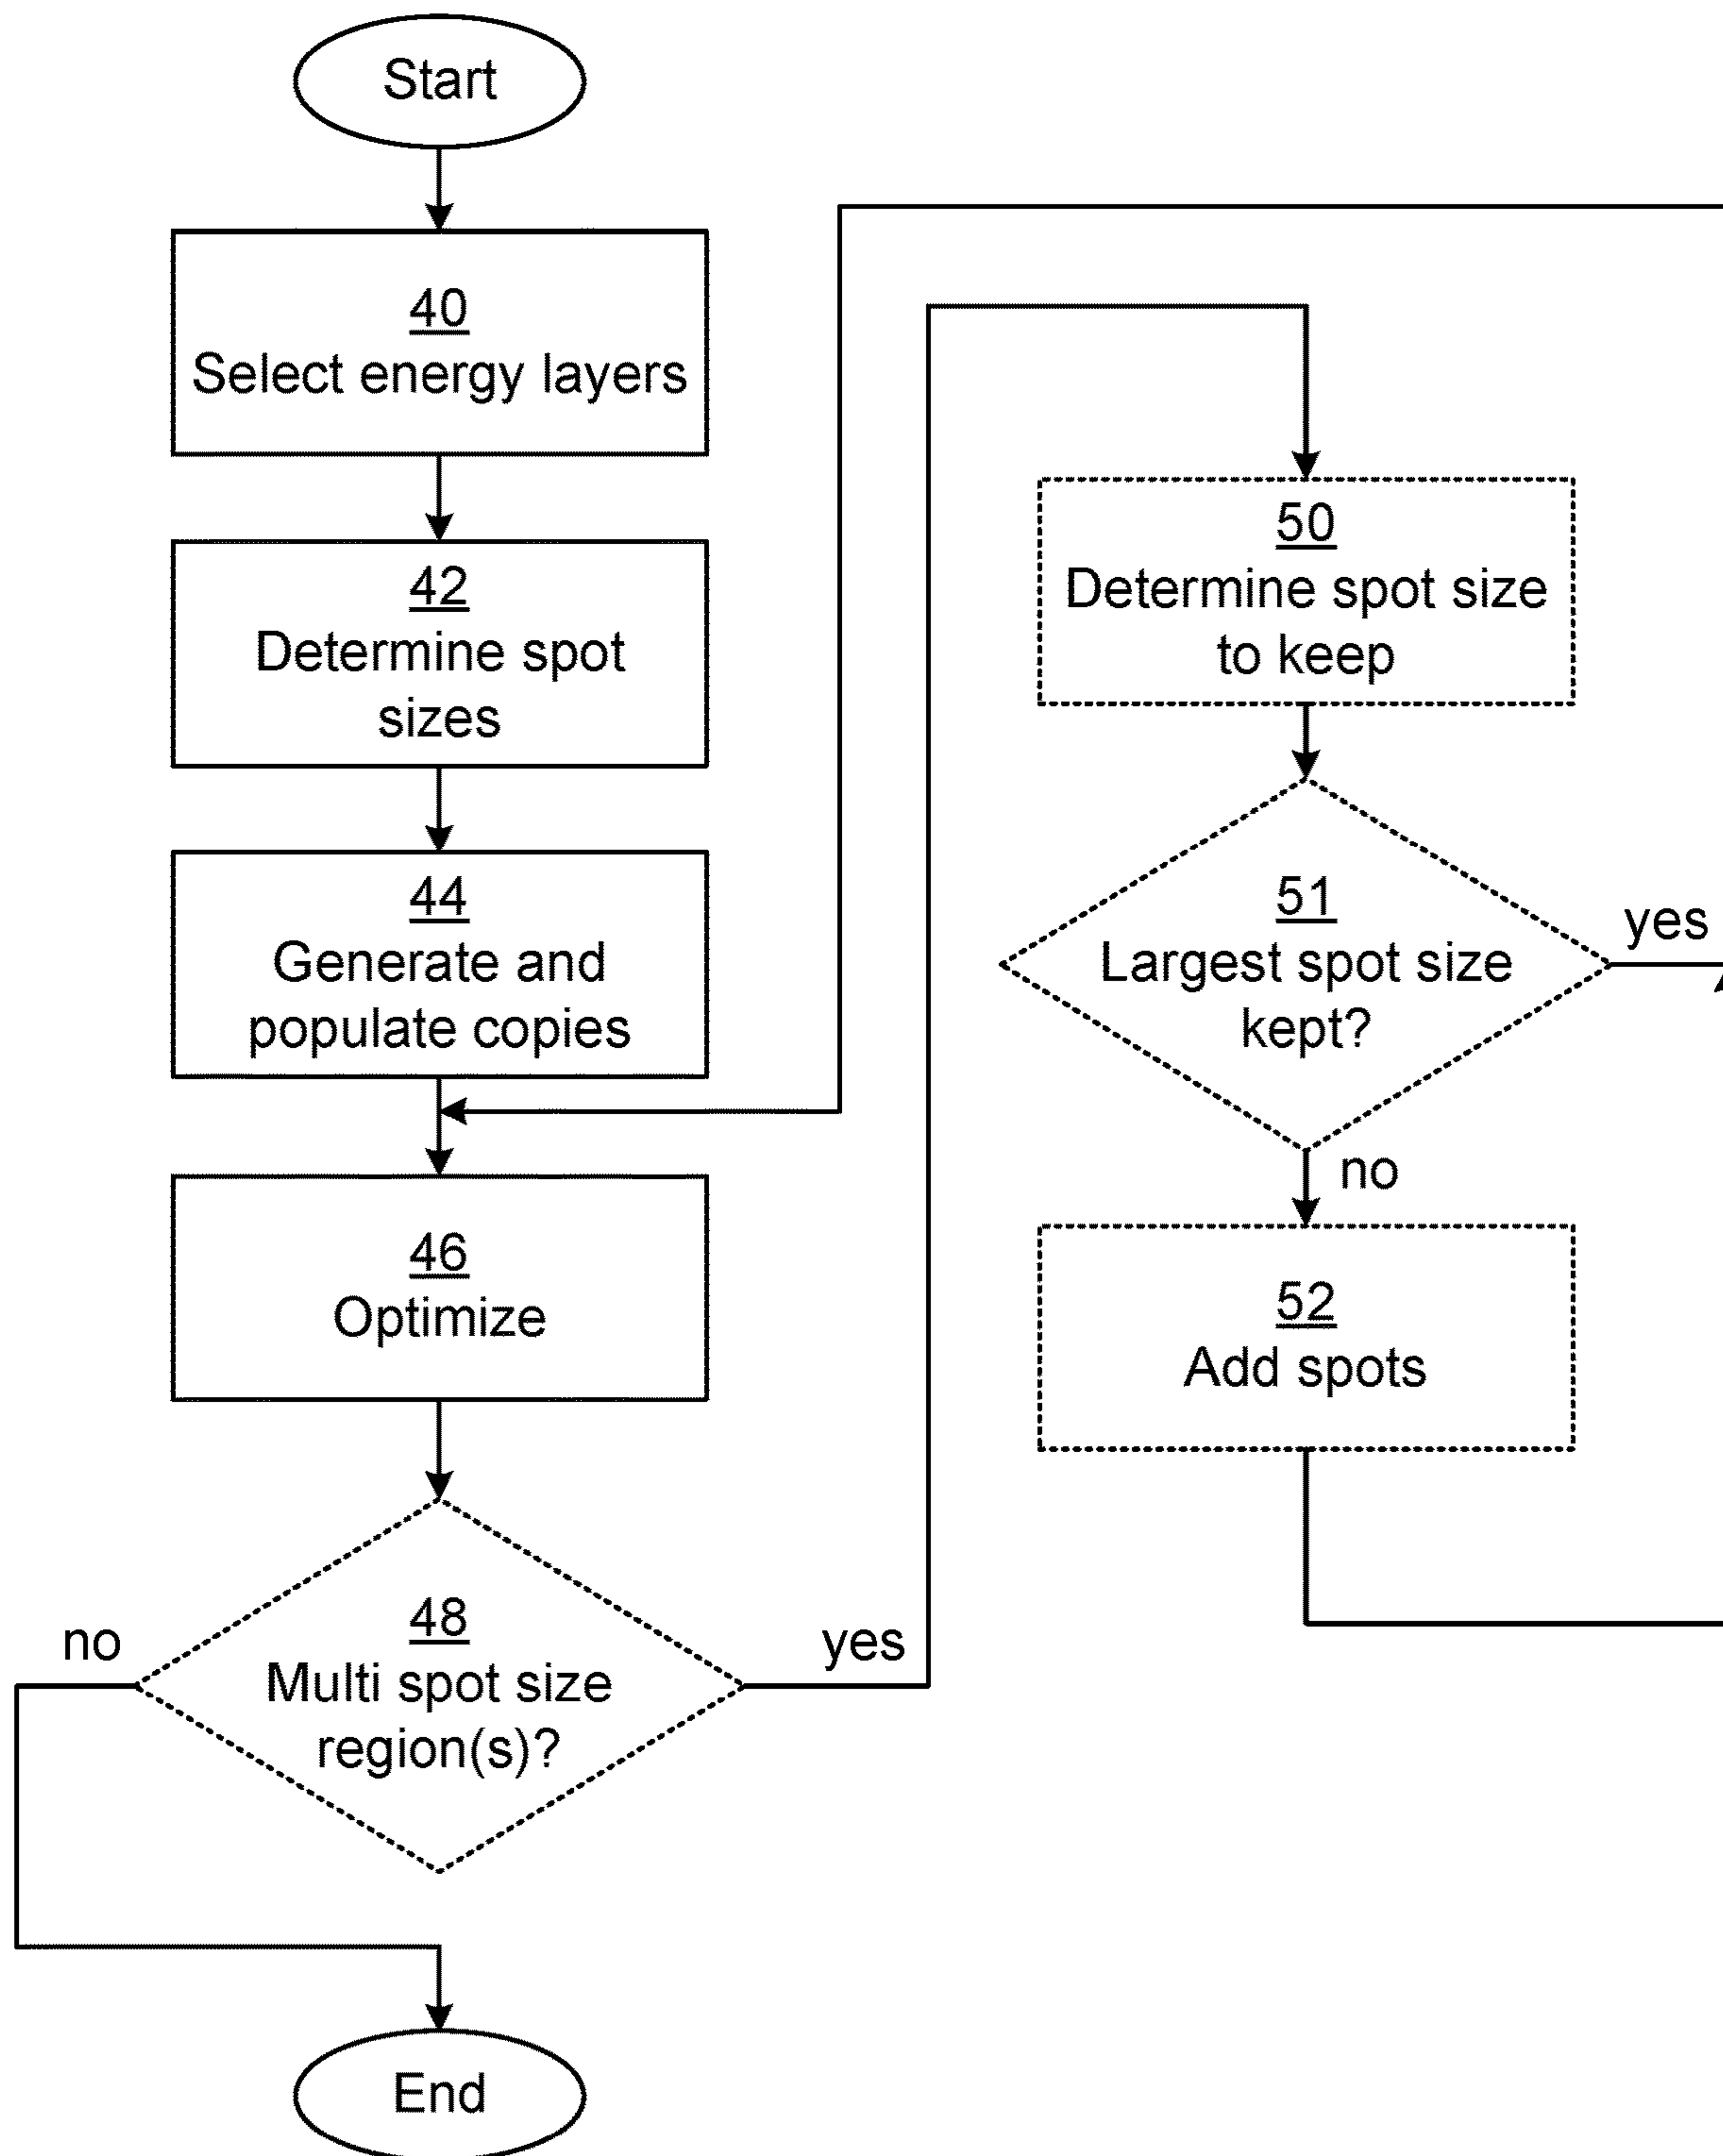 Start
40
Select energy layers
42
Determine spot
sizes
44
Generate and
populate copies
46
Optimize
48
Multi spot size
region(s)?
no
yes
End
50
Determine spot size
to keep
51
Largest spot size
kept?
yes
no
52
Add spots